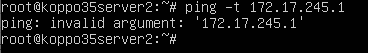 root@koppo35server2:~# ping -t 172.17.245.1
ping: invalid argument: '172.17.245.1'
root@koppo35server2:~#